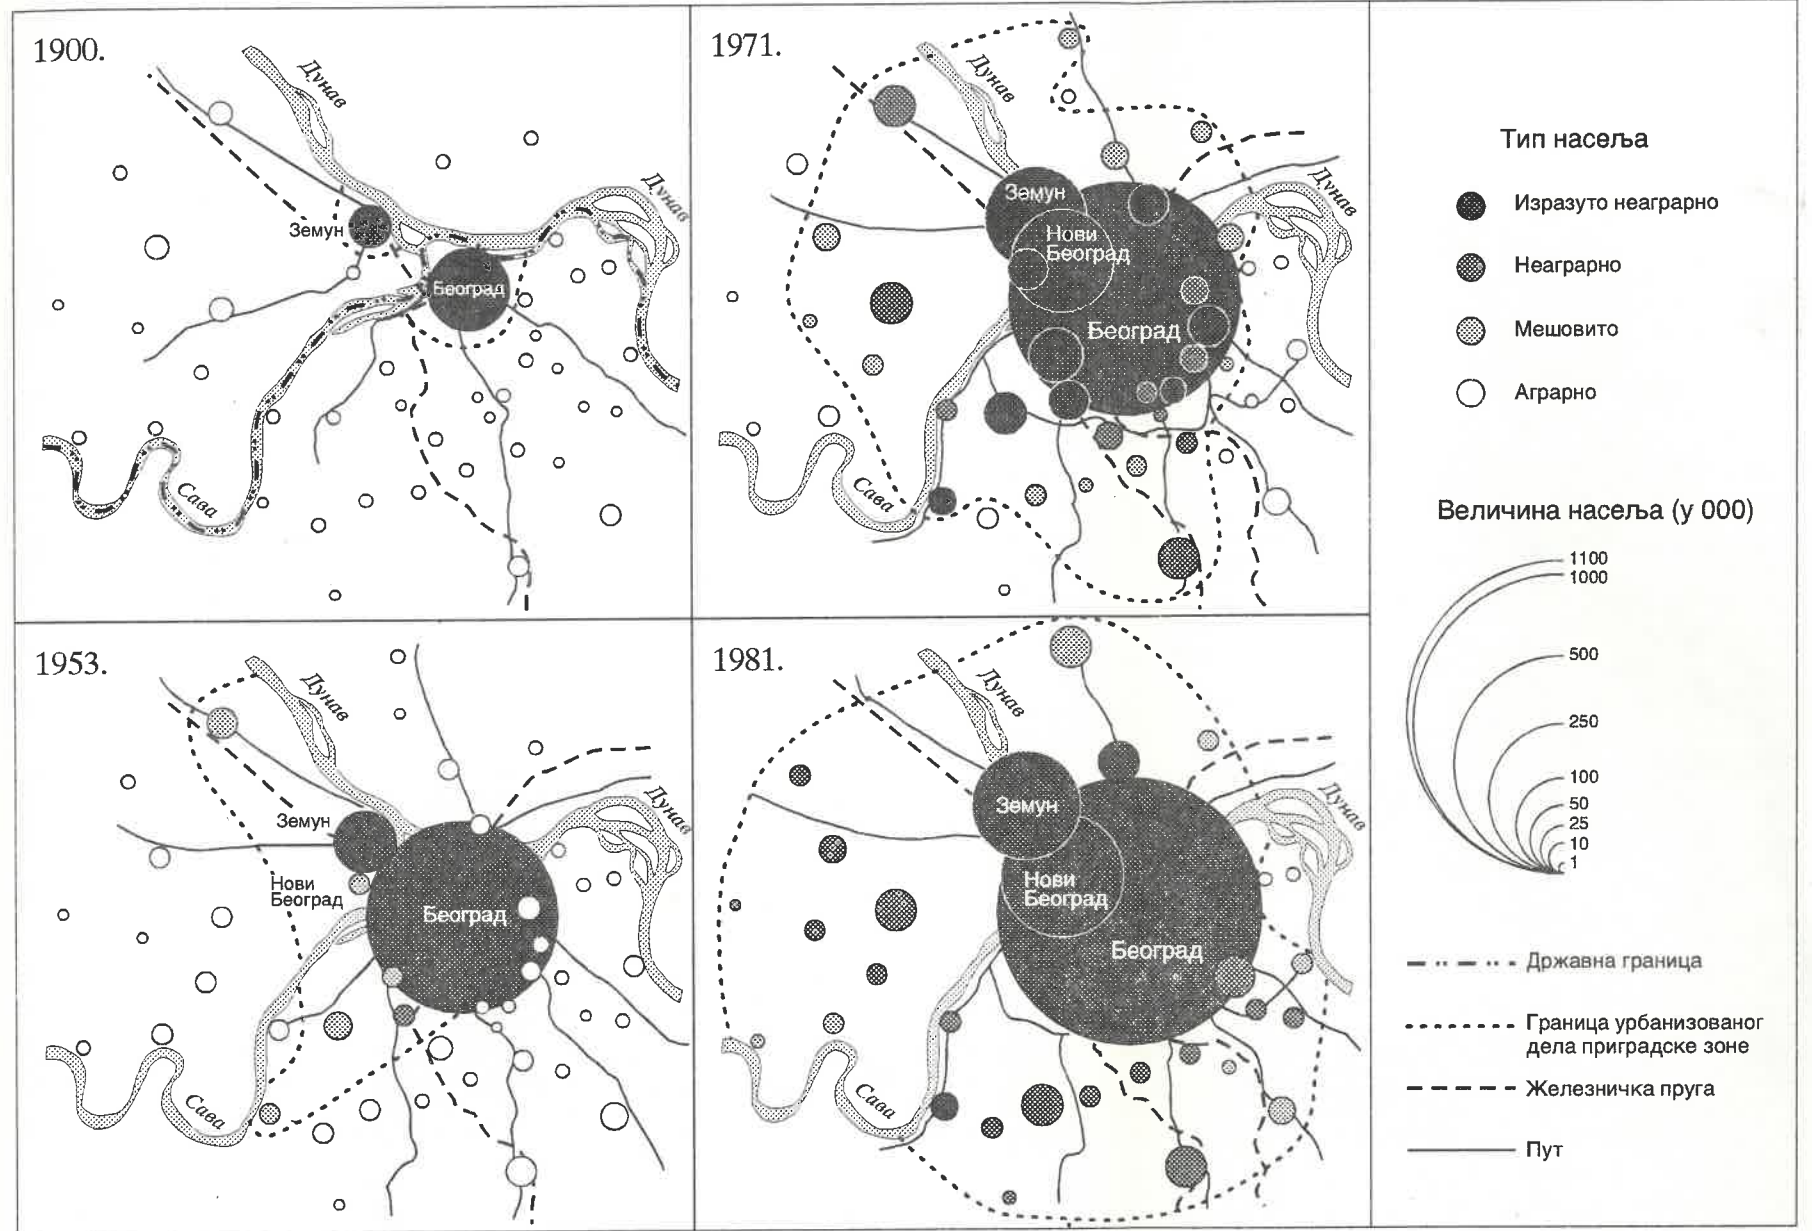 1900.
Дунав
Дунав
Земун
Београд
Сава
1971.
Дунав
Дунав
Земун
Нови
Београд
Београд
Сава
1953.
Дунав
Дунав
Земун
Нови
Београд
Београд
Сава
1981.
Дунав
Дунав
Земун
Нови
Београд
Београд
Сава
Тип насеља
Изразуто неаграрно
Неаграрно
Мешовито
Аграрно
Величина насеља (у 000)
1100
1000
500
250
100
50
25
10
1
Државна граница
Граница урбанизованог
дела приградске зоне
Железничка пруга
Пут